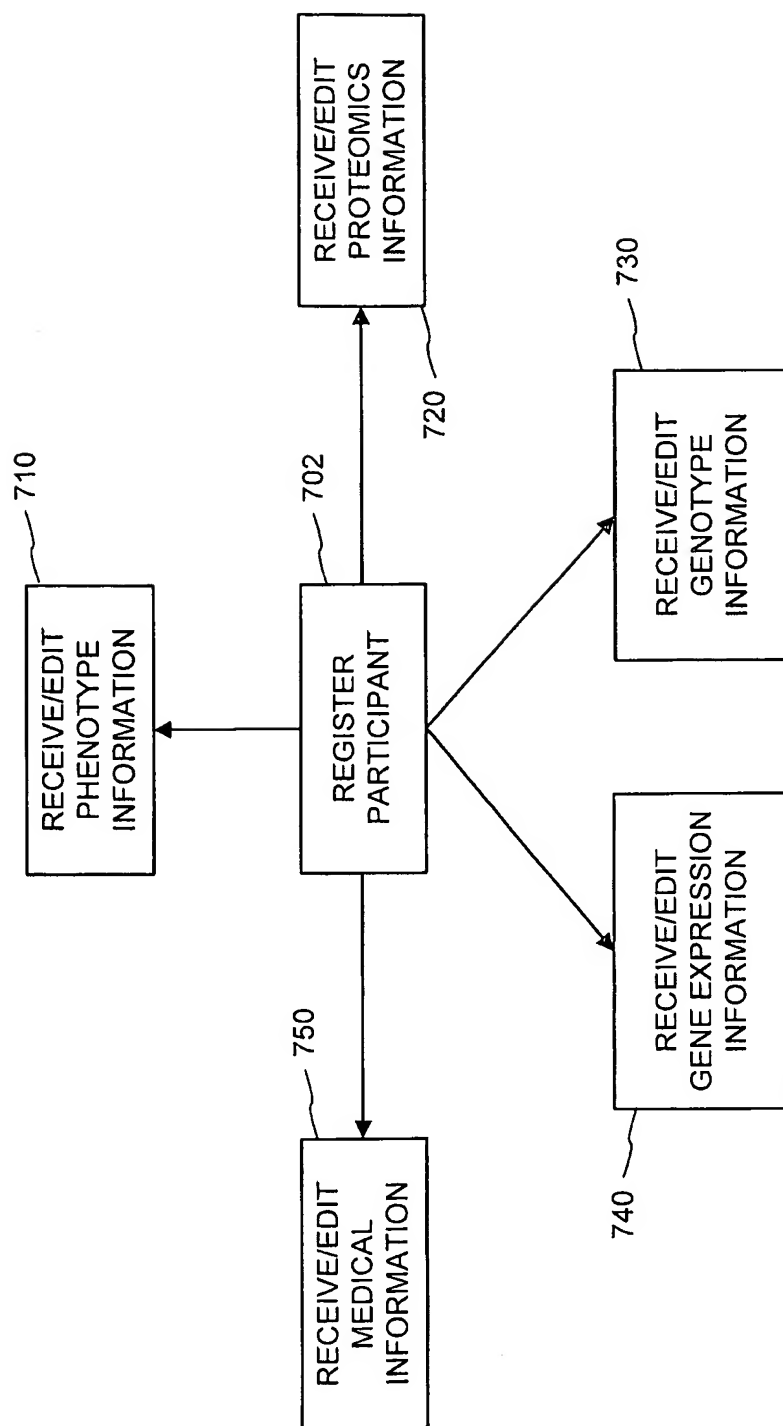 710
RECEIVE/EDIT
PHENOTYPE
INFORMATION
750
RECEIVE/EDIT
MEDICAL
INFORMATION
702
REGISTER
PARTICIPANT
RECEIVE/EDIT
PROTEOMICS
INFORMATION
720
740
RECEIVE/EDIT
GENE EXPRESSION
INFORMATION
730
RECEIVE/EDIT
GENOTYPE
INFORMATION